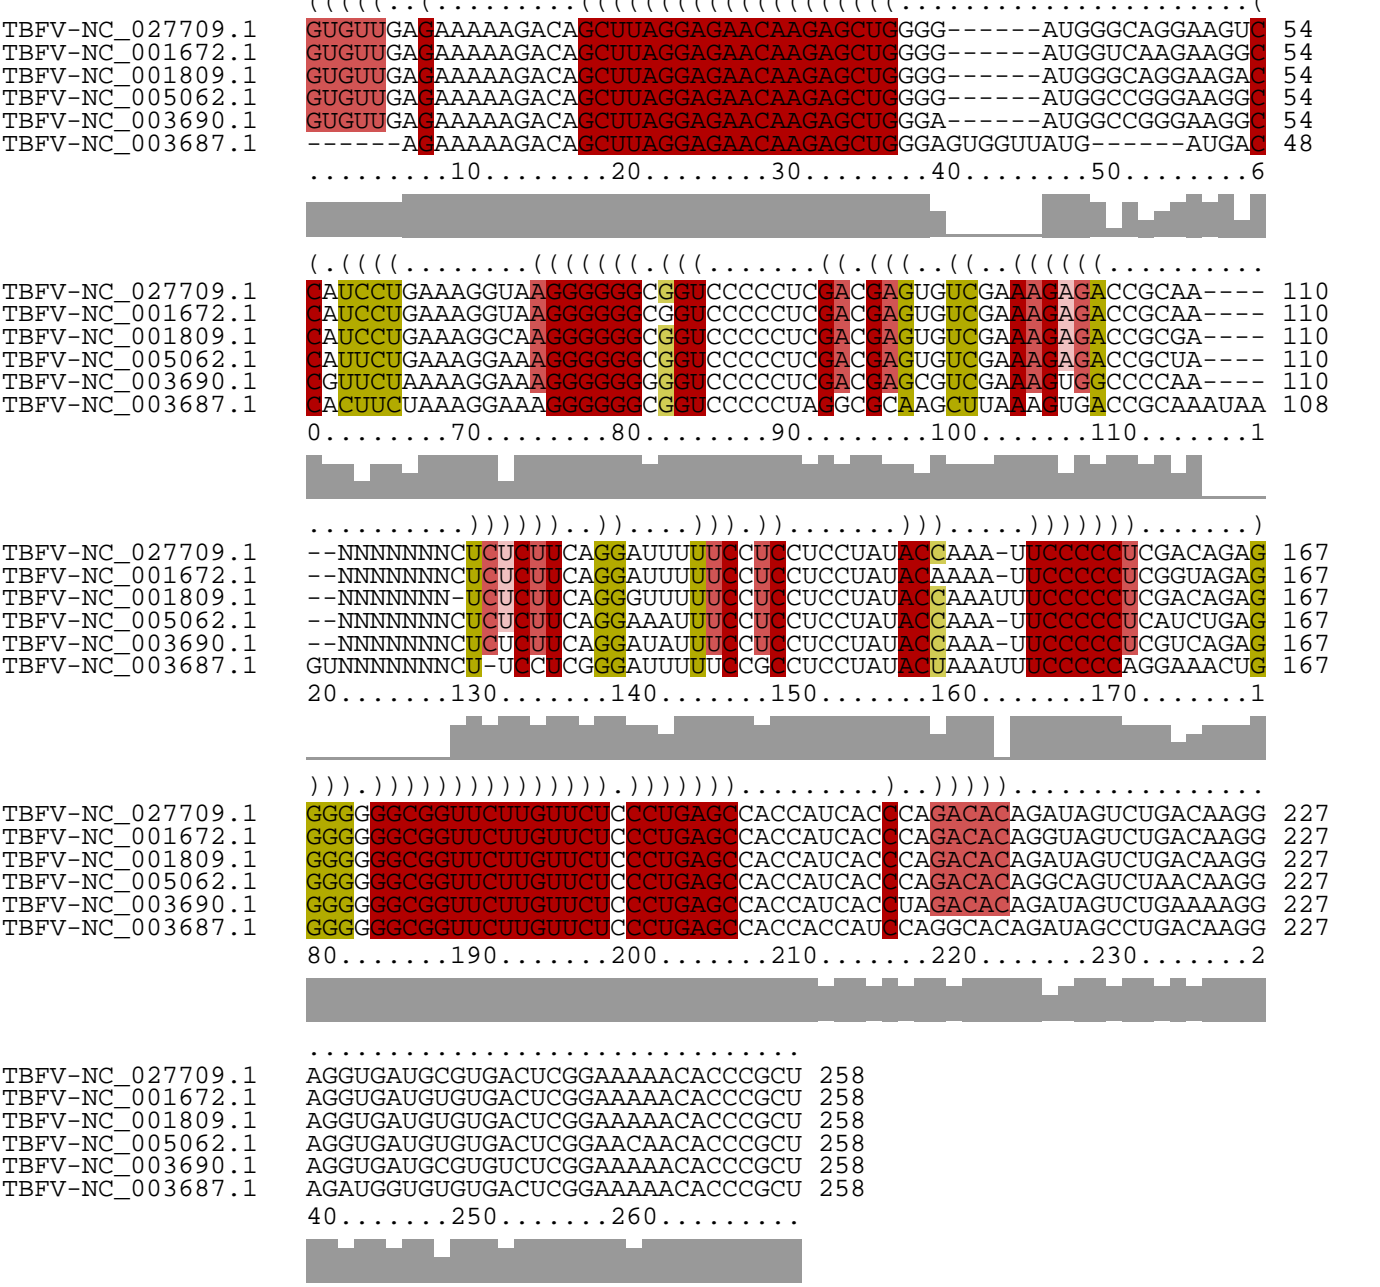 (((((..(.........((((((((((((((((((((......................(
TBFV-NC_027709.1 GUGUUGAGAAAAAGACAGCUUAGGAGAACAAGAGCUGGGG------AUGGGCAGGAAGUC 54
TBFV-NC_001672.1 GUGUUGAGAAAAAGACAGCUUAGGAGAACAAGAGCUGGGG------AUGGUCAAGAAGGC 54
TBFV-NC_001809.1 GUGUUGAGAAAAAGACAGCUUAGGAGAACAAGAGCUGGGG------AUGGGCAGGAAGAC 54
TBFV-NC_005062.1 GUGUUGAGAAAAAGACAGCUUAGGAGAACAAGAGCUGGGG------AUGGCCGGGAAGGC 54
TBFV-NC_003690.1 GUGUUGAGAAAAAGACAGCUUAGGAGAACAAGAGCUGGGA------AUGGCCGGGAAGGC 54
TBFV-NC_003687.1 ------AGAAAAAGACAGCUUAGGAGAACAAGAGCUGGGAGUGGUUAUG------AUGAC 48
.........10........20........30........40........50........6
(.((((........(((((((.(((.......((.(((..((..((((((..........
TBFV-NC_027709.1 CAUCCUGAAAGGUAAGGGGGGCGGUCCCCCUCGACGAGUGUCGAAAGAGACCGCAA---- 110
TBFV-NC_001672.1 CAUCCUGAAAGGUAAGGGGGGCGGUCCCCCUCGACGAGUGUCGAAAGAGACCGCAA---- 110
TBFV-NC_001809.1 CAUCCUGAAAGGCAAGGGGGGCGGUCCCCCUCGACGAGUGUCGAAAGAGACCGCGA---- 110
TBFV-NC_005062.1 CAUUCUGAAAGGAAAGGGGGGCGGUCCCCCUCGACGAGUGUCGAAAGAGACCGCUA---- 110
TBFV-NC_003690.1 CGUUCUAAAAGGAAAGGGGGGGGGUCCCCCUCGACGAGCGUCGAAAGUGGCCCCAA---- 110
TBFV-NC_003687.1 CACUUCUAAAGGAAAGGGGGGCGGUCCCCCUAGGCGCAAGCUUAAAGUGACCGCAAAUAA 108
0........70........80........90........100.......110.......1
..........))))))..))....))).)).......))).....))))))).......)
TBFV-NC_027709.1 --NNNNNNNCUCUCUUCAGGAUUUUUCCUCCUCCUAUACCAAA-UUCCCCCUCGACAGAG 167
TBFV-NC_001672.1 --NNNNNNNCUCUCUUCAGGAUUUUUCCUCCUCCUAUACAAAA-UUCCCCCUCGGUAGAG 167
TBFV-NC_001809.1 --NNNNNNN-UCUCUUCAGGGUUUUUCCUCCUCCUAUACCAAAUUUCCCCCUCGACAGAG 167
TBFV-NC_005062.1 --NNNNNNNCUCUCUUCAGGAAAUUUCCUCCUCCUAUACCAAA-UUCCCCCUCAUCUGAG 167
TBFV-NC_003690.1 --NNNNNNNCUCUCUUCAGGAUAUUUCCUCCUCCUAUACCAAA-UUCCCCCUCGUCAGAG 167
TBFV-NC_003687.1 GUNNNNNNNCU-UCCUCGGGAUUUUUCCGCCUCCUAUACUAAAUUUCCCCCAGGAAACUG 167
20.......130.......140.......150.......160.......170.......1
))).))))))))))))))).))))))).........)..)))))................
TBFV-NC_027709.1 GGGGGGCGGUUCUUGUUCUCCCUGAGCCACCAUCACCCAGACACAGAUAGUCUGACAAGG 227
TBFV-NC_001672.1 GGGGGGCGGUUCUUGUUCUCCCUGAGCCACCAUCACCCAGACACAGGUAGUCUGACAAGG 227
TBFV-NC_001809.1 GGGGGGCGGUUCUUGUUCUCCCUGAGCCACCAUCACCCAGACACAGAUAGUCUGACAAGG 227
TBFV-NC_005062.1 GGGGGGCGGUUCUUGUUCUCCCUGAGCCACCAUCACCCAGACACAGGCAGUCUAACAAGG 227
TBFV-NC_003690.1 GGGGGGCGGUUCUUGUUCUCCCUGAGCCACCAUCACCUAGACACAGAUAGUCUGAAAAGG 227
TBFV-NC_003687.1 GGGGGGCGGUUCUUGUUCUCCCUGAGCCACCACCAUCCAGGCACAGAUAGCCUGACAAGG 227
80.......190.......200.......210.......220.......230.......2
...............................
TBFV-NC_027709.1 AGGUGAUGCGUGACUCGGAAAAACACCCGCU 258
TBFV-NC_001672.1 AGGUGAUGUGUGACUCGGAAAAACACCCGCU 258
TBFV-NC_001809.1 AGGUGAUGUGUGACUCGGAAAAACACCCGCU 258
TBFV-NC_005062.1 AGGUGAUGUGUGACUCGGAACAACACCCGCU 258
TBFV-NC_003690.1 AGGUGAUGCGUGUCUCGGAAAAACACCCGCU 258
TBFV-NC_003687.1 AGAUGGUGUGUGACUCGGAAAAACACCCGCU 258
40.......250.......260.........